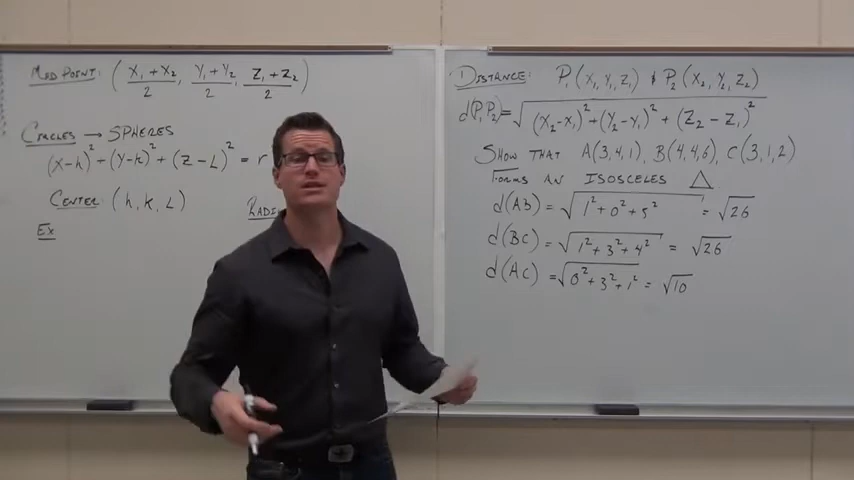 MIDPOINT: ( X₁ + X₂ / 2 , Y₁ + Y₂ / 2 , Z₁ + Z₂ / 2 )
CIRCLES → SPHERES
(X-h)² + (Y-k)² + (Z-L)² = r
CENTER: (h, k, L)
Ex
DISTANCE: P₁(X₁, Y₁, Z₁) & P₂(X₂, Y₂, Z₂)
d(P₁P₂) = √(X₂-X₁)² + (Y₂-Y₁)² + (Z₂-Z₁)²
SHOW THAT A(3,4,1), B(4,4,6), C(3,1,2)
FORMS AN ISOSCELES △
d(AB) = √1² + 0² + 5² = √26
d(BC) = √1² + 3² + 4² = √26
d(AC) = √0² + 3² + 1² = √10